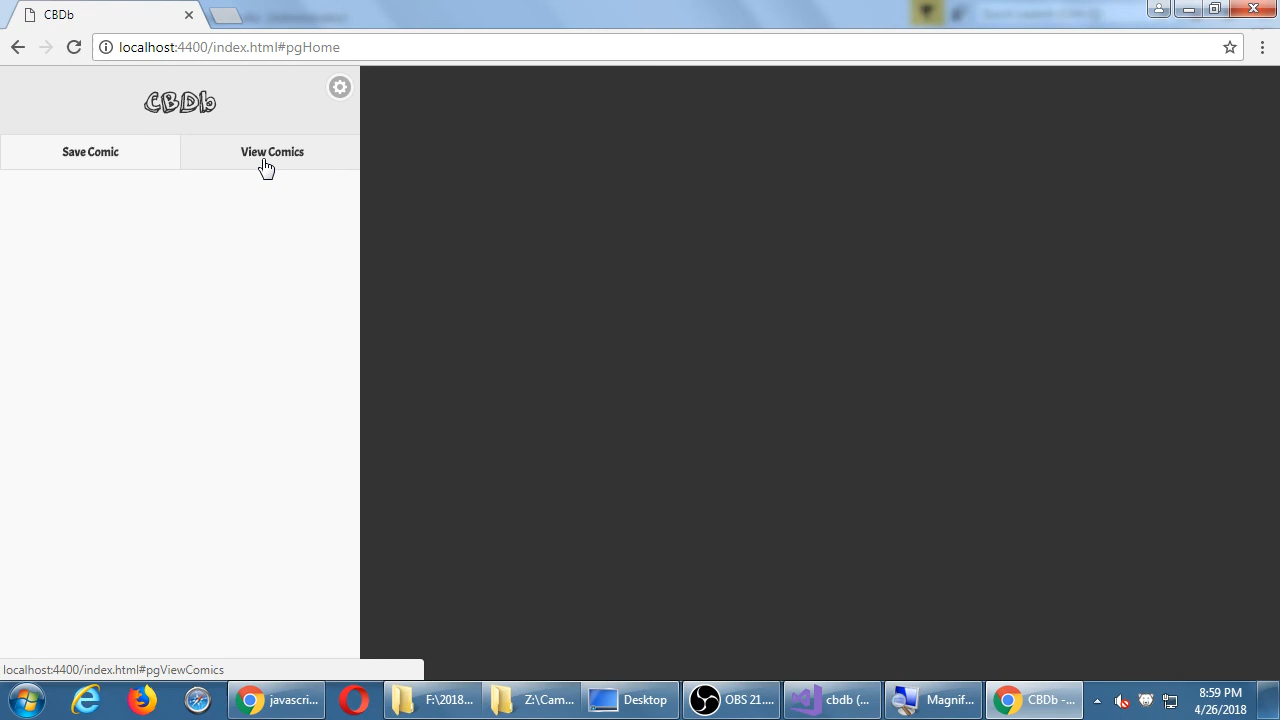 CBDb
localhost:4400/index.html#pgHome
CBDb
Save Comic
View Comics
localhost:4400/index.html#pgViewComics
javascri...
F:\2018...
Z:\Cam...
Desktop
OBS 21....
cbdb (...
Magnif...
CBDb -...
8:59 PM
4/26/2018